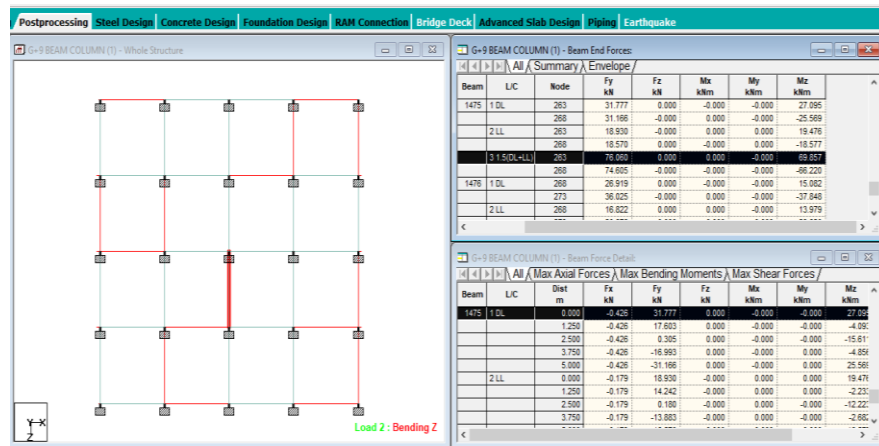 Postprocessing Steel Design Concrete Design Foundation Design RAM Connection Bridge Deck Advanced Slab Design Piping Earthquake
G+9 BEAM COLUMN (1) - Whole Structure
Load 2 : Bending Z
Y X
Z
G+9 BEAM COLUMN (1) - Beam End Forces:
All Summary Envelope
Beam L/C Node Fy kN Fz kN Mx kNm My kNm Mz kNm
1475 1 DL 263 31.777 0.000 -0.000 -0.000 27.095
268 31.166 -0.000 0.000 -0.000 -25.569
2 LL 263 18.930 -0.000 -0.000 0.000 19.476
268 18.570 0.000 -0.000 0.000 -18.577
3 1.5(DL+LL) 263 76.060 0.000 0.000 -0.000 69.857
268 74.605 -0.000 -0.000 -0.000 -66.220
1476 1 DL 268 26.919 0.000 0.000 -0.000 15.082
273 36.025 -0.000 0.000 -0.000 -37.848
2 LL 268 16.822 0.000 0.000 -0.000 13.979
G+9 BEAM COLUMN (1) - Beam Force Detail:
All Max Axial Forces Max Bending Moments Max Shear Forces
Beam L/C Dist m Fx kN Fy kN Fz kN Mx kNm My kNm Mz kNm
1475 1 DL 0.000 -0.426 31.777 0.000 -0.000 -0.000 27.095
1.250 -0.426 17.603 0.000 -0.000 -0.000
2.500 -0.426 0.305 0.000 -0.000 -0.000
3.750 -0.426 -16.993 0.000 -0.000 -0.000
5.000 -0.426 -31.166 0.000 -0.000 -0.000 25.569
2 LL 0.000 -0.179 18.930 -0.000 -0.000 0.000 19.476
1.250 -0.179 14.242 -0.000 -0.000 0.000
2.500 -0.179 0.180 -0.000 -0.000 0.000
3.750 -0.179 -13.883 -0.000 -0.000 0.000